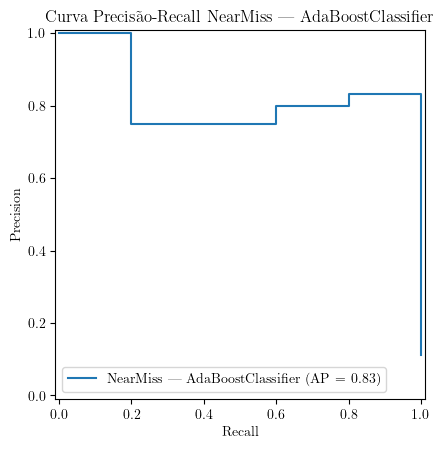 Curva Precisão-Recall NearMiss — AdaBoostClassifier
1.0
0.8
0.6
0.4
0.2
0.0
Precision
NearMiss — AdaBoostClassifier (AP = 0.83)
0.0 0.2 0.4 0.6 0.8 1.0
Recall